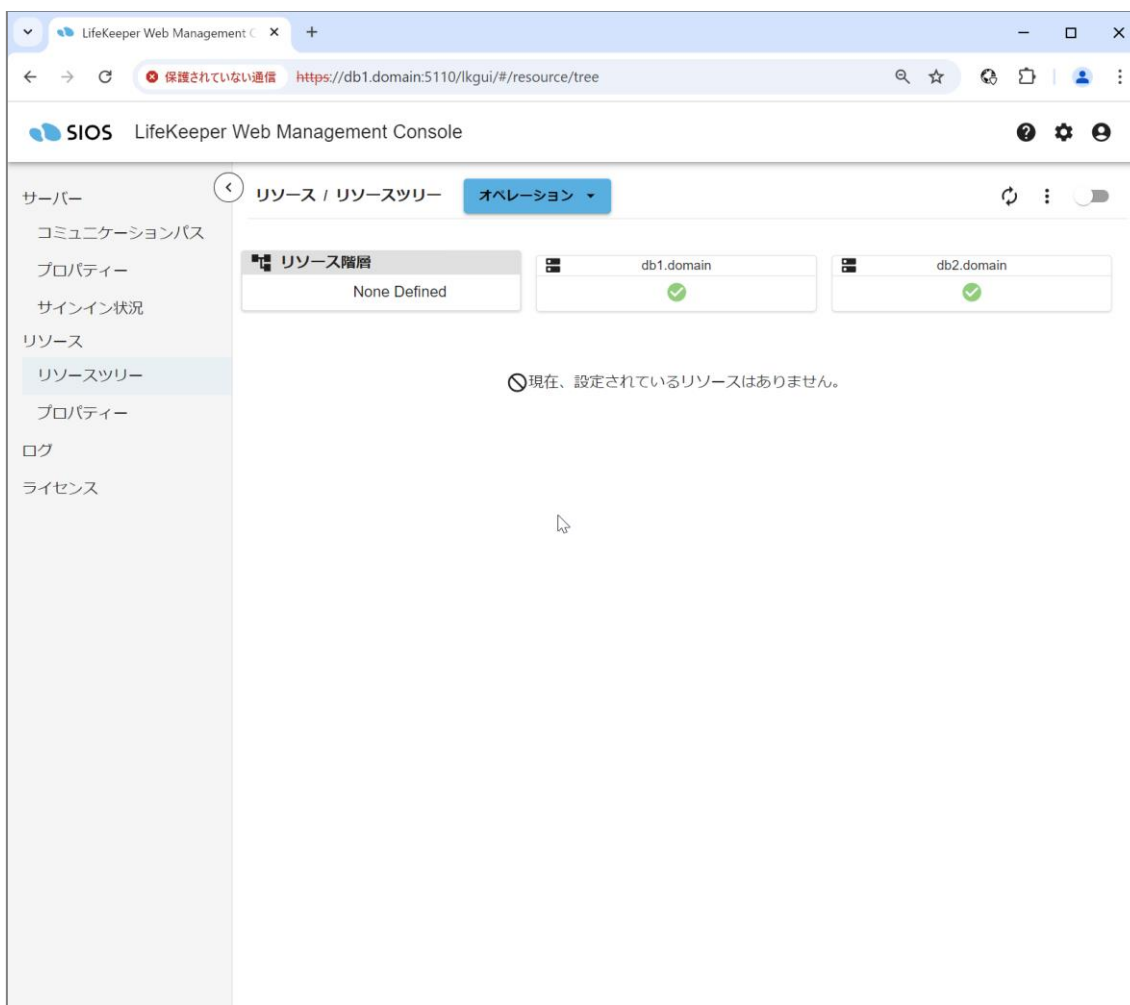 LifeKeeper Web Management C
保護されていない通信 https://db1.domain:5110/lkgui/#/resource/tree
SIOS LifeKeeper Web Management Console
サーバー
コミュニケーションパス
プロパティー
サインイン状況
リソース
リソースツリー
プロパティー
ログ
ライセンス
リソース / リソースツリー オペレーション
リソース階層
None Defined
db1.domain
db2.domain
現在、設定されているリソースはありません。